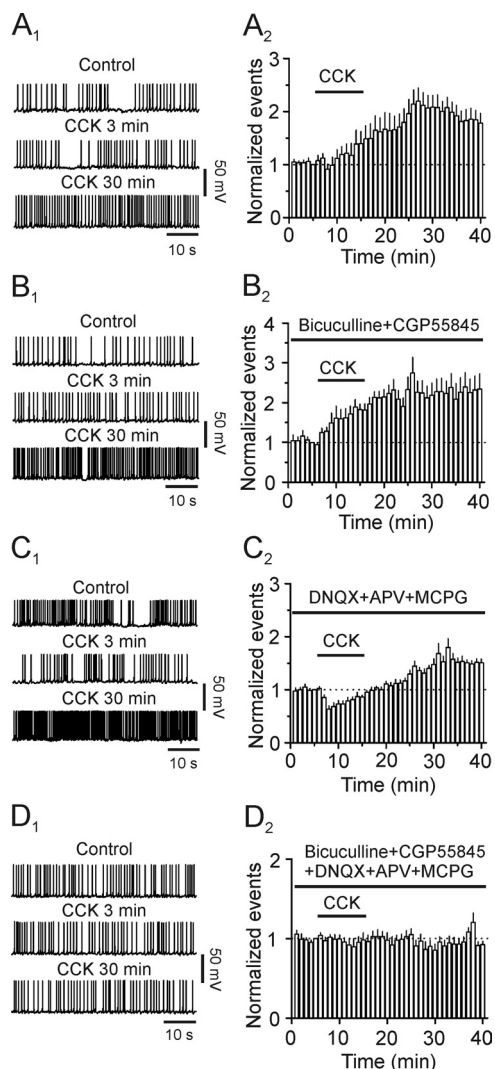 A1
Control
CCK 3 min
CCK 30 min
50 mV
10 s
A2
Normalized events
3
2
1
0
CCK
0 10 20 30 40
Time (min)
B1
Control
CCK 3 min
CCK 30 min
50 mV
10 s
B2
Bicuculline+CGP55845
Normalized events
4
3
2
1
0
CCK
0 10 20 30 40
Time (min)
C1
Control
CCK 3 min
CCK 30 min
50 mV
10 s
C2
DNQX+APV+MCPG
Normalized events
3
2
1
0
CCK
0 10 20 30 40
Time (min)
D1
Control
CCK 3 min
CCK 30 min
50 mV
10 s
D2
Bicuculline+CGP55845
+DNQX+APV+MCPG
Normalized events
2
1
0
CCK
0 10 20 30 40
Time (min)